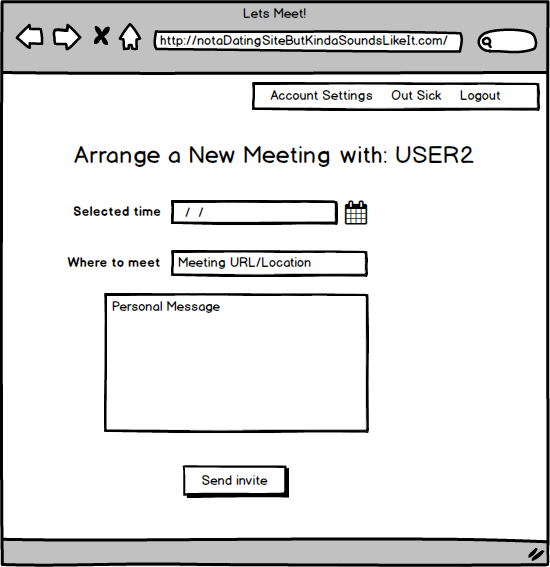 Lets Meet!
http://notaDatingSiteButKindaSoundsLikeIt.com/
Account Settings Out Sick Logout
Arrange a New Meeting with: USER2
Selected time / /
Where to meet Meeting URL/Location
Personal Message
Send invite